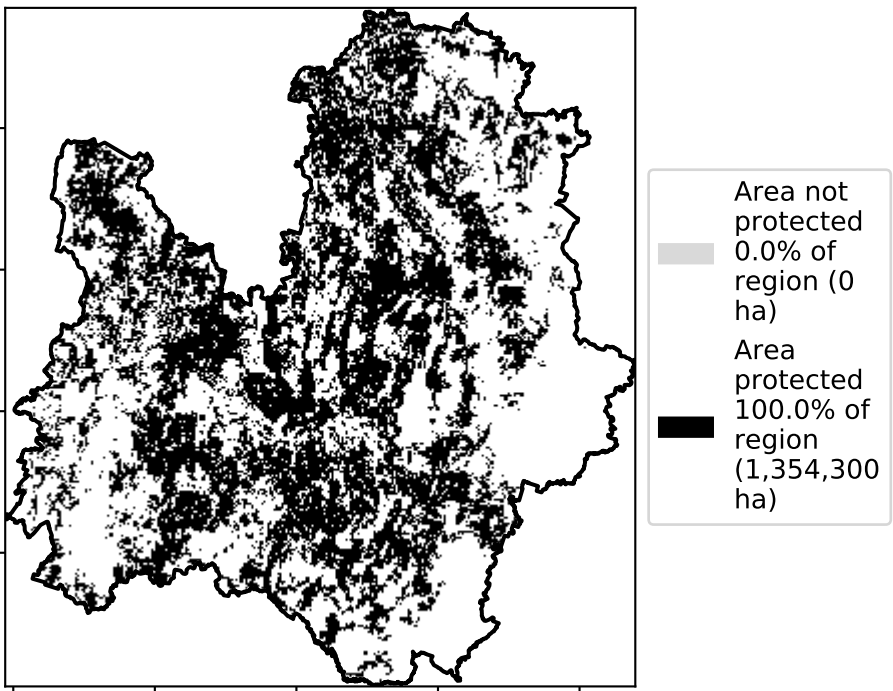 Area not
protected
0.0% of
region (0
ha)
Area
protected
100.0% of
region
(1,354,300
ha)